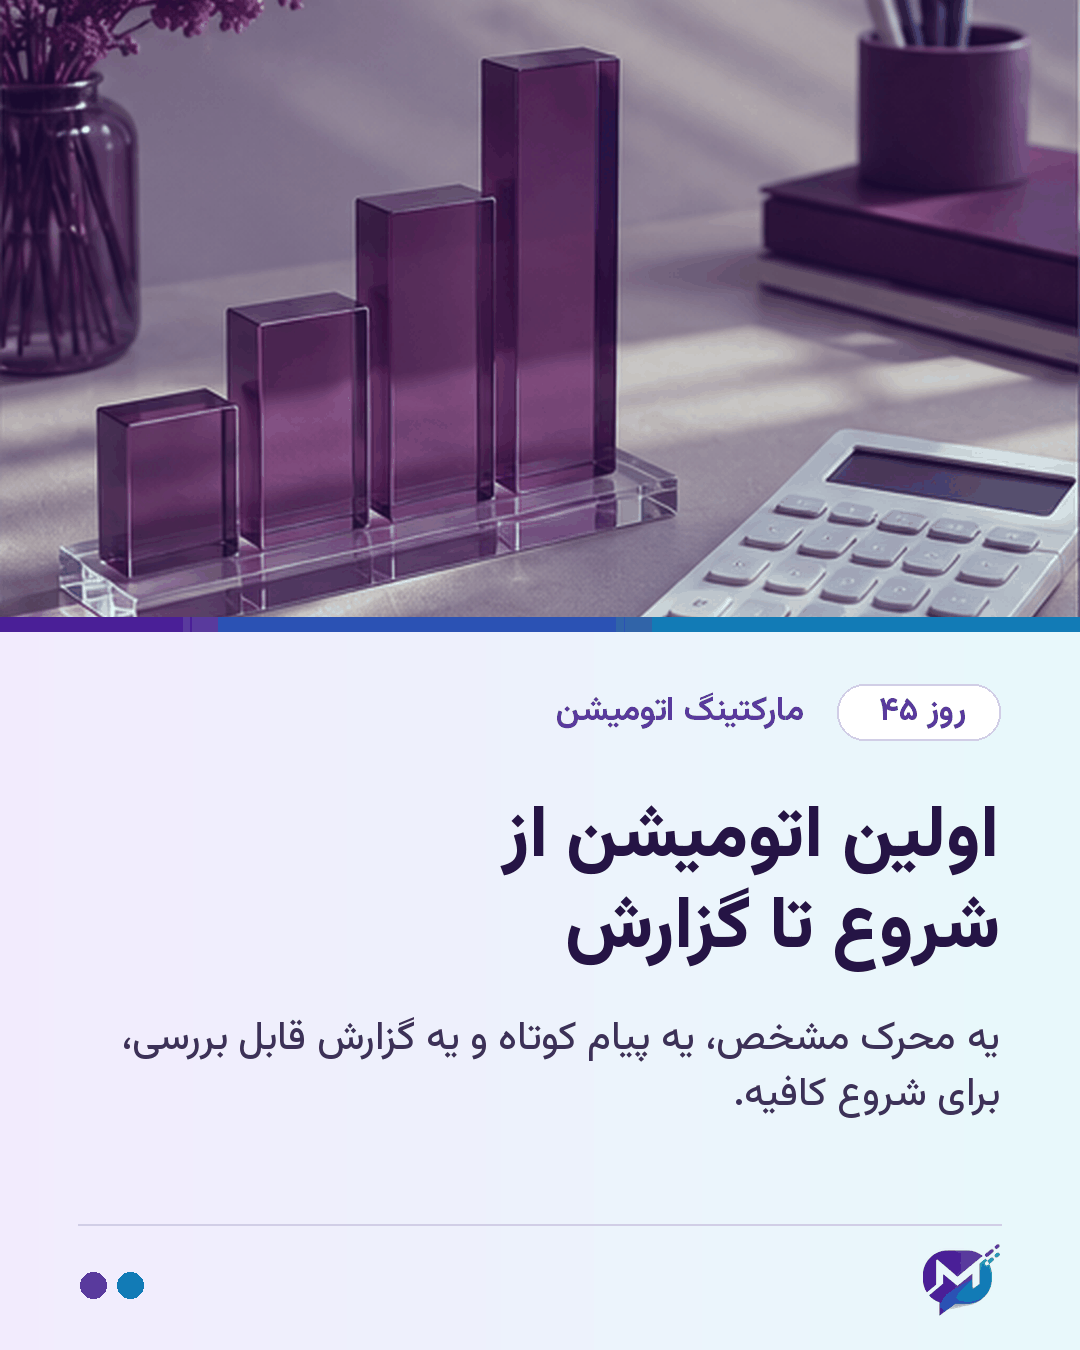 روز ۴۵
مارکتینگ اتومیشن
اولین اتومیشن از
شروع تا گزارش
یه محرک مشخص، یه پیام کوتاه و یه گزارش قابل بررسی،
برای شروع کافیه.